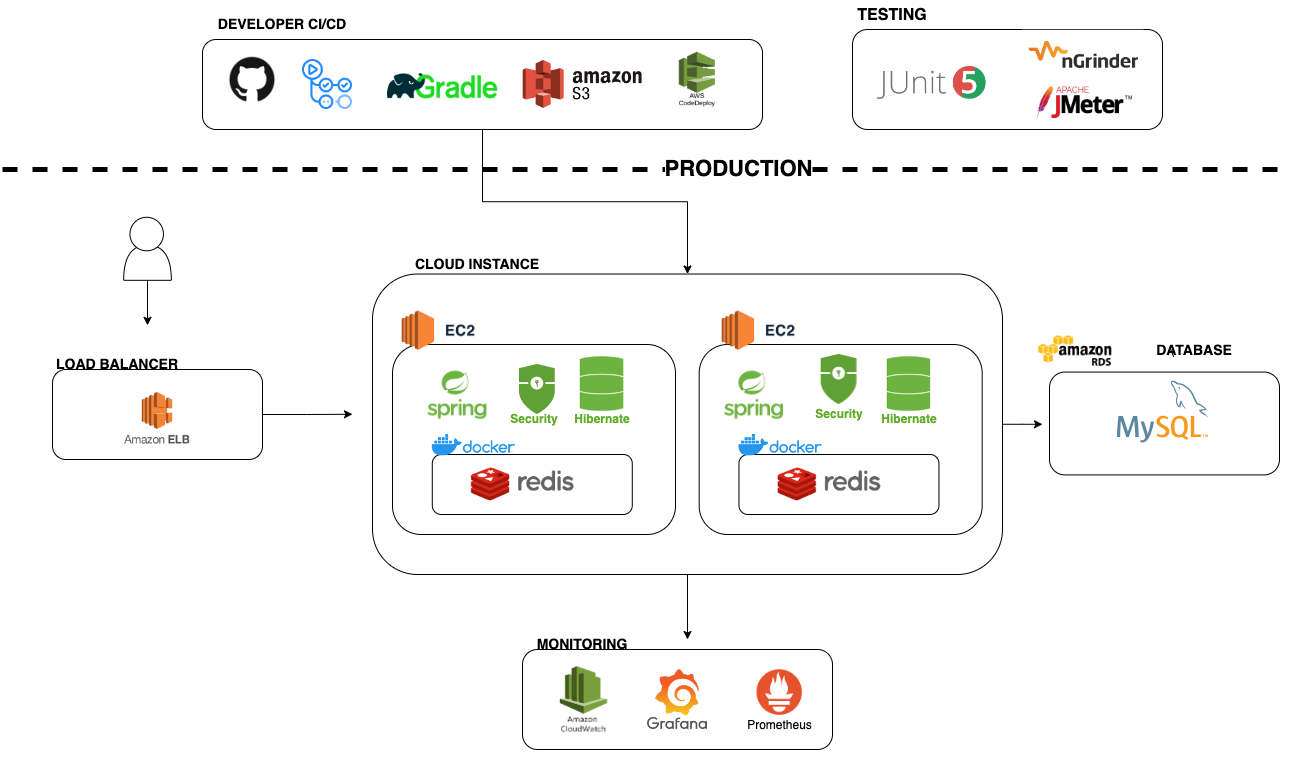 DEVELOPER CI/CD
TESTING
Gradle
amazon
S3
AWS
CodeDeploy
JUnit 5
nGrinder
APACHE
JMeter™
PRODUCTION
CLOUD INSTANCE
EC2
EC2
LOAD BALANCER
Amazon ELB
spring
Security
Hibernate
docker
redis
spring
Security
Hibernate
docker
redis
amazon
RDS
DATABASE
MySQL™
MONITORING
Amazon
CloudWatch
Grafana
Prometheus